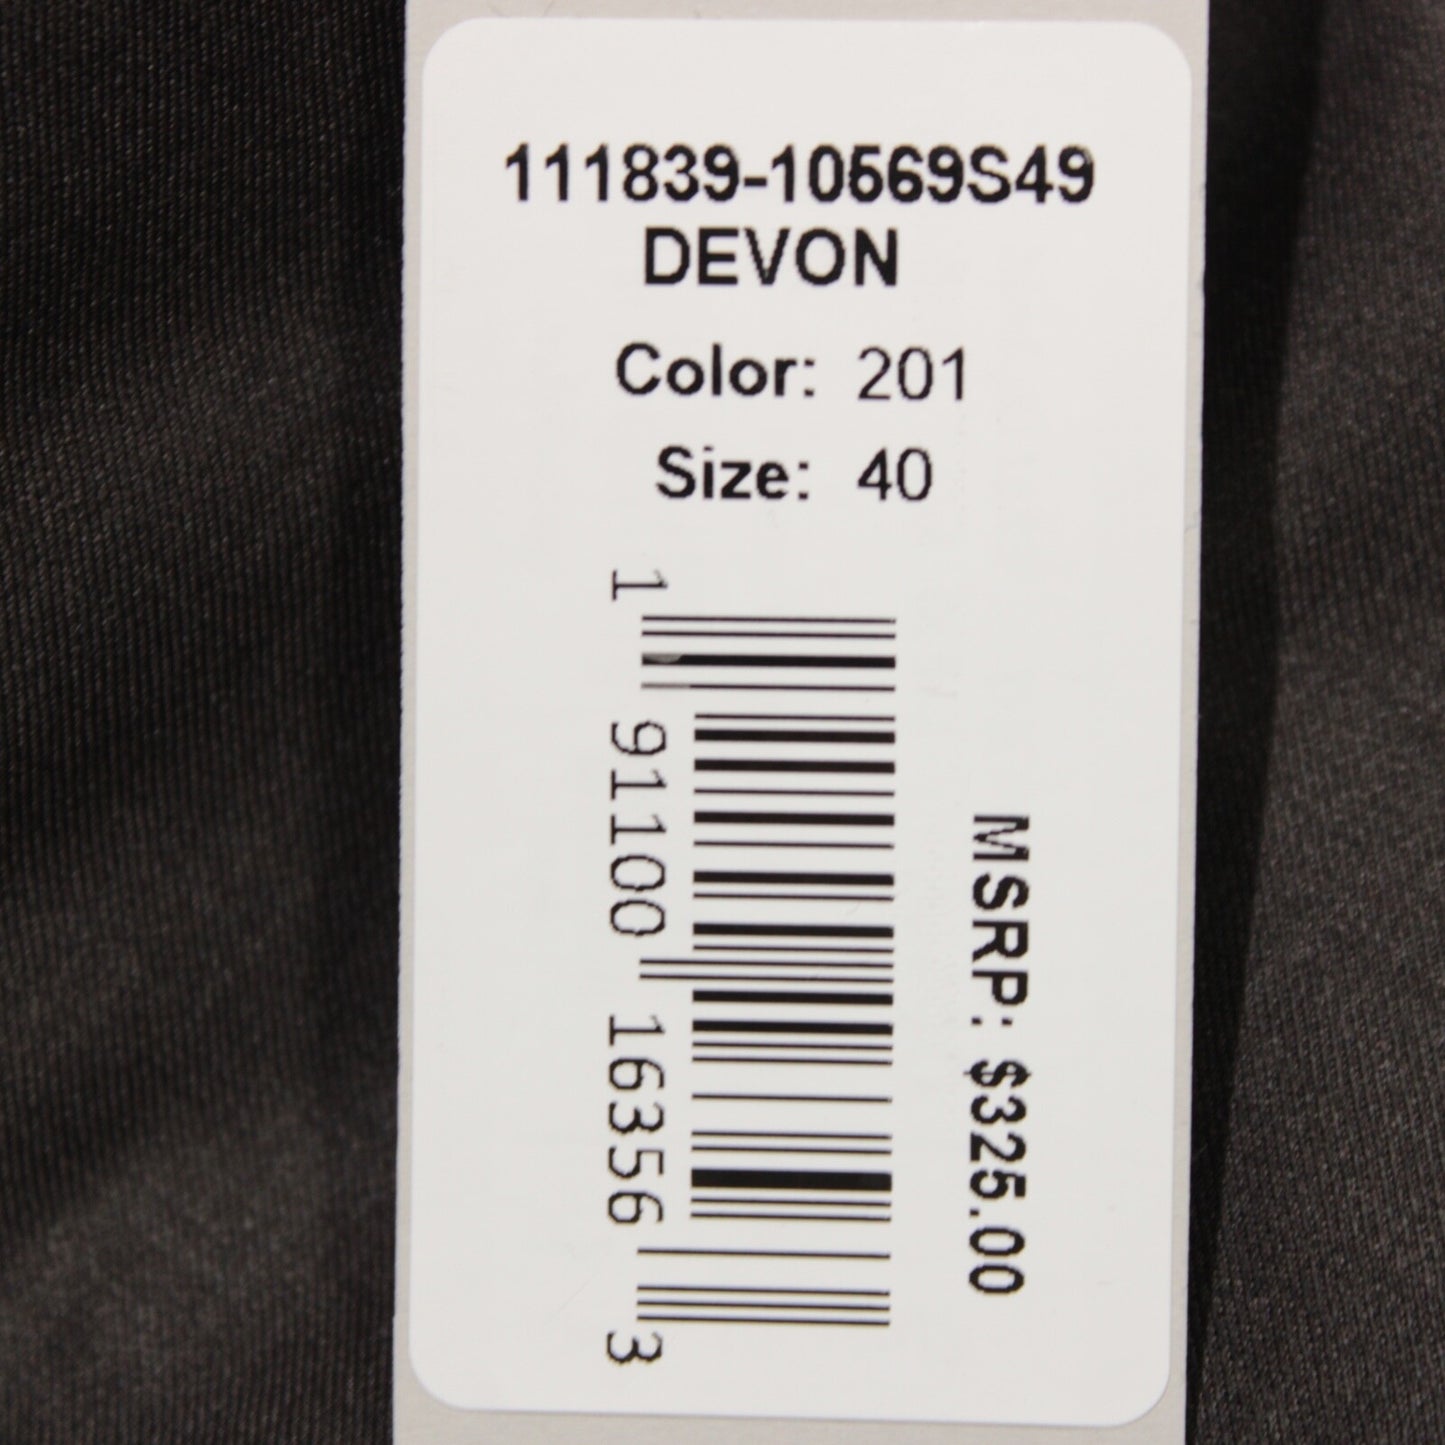 111839-10569S49
DEVON
Color: 201
Size: 40
1 91100 16356 3
MSRP: $325.00